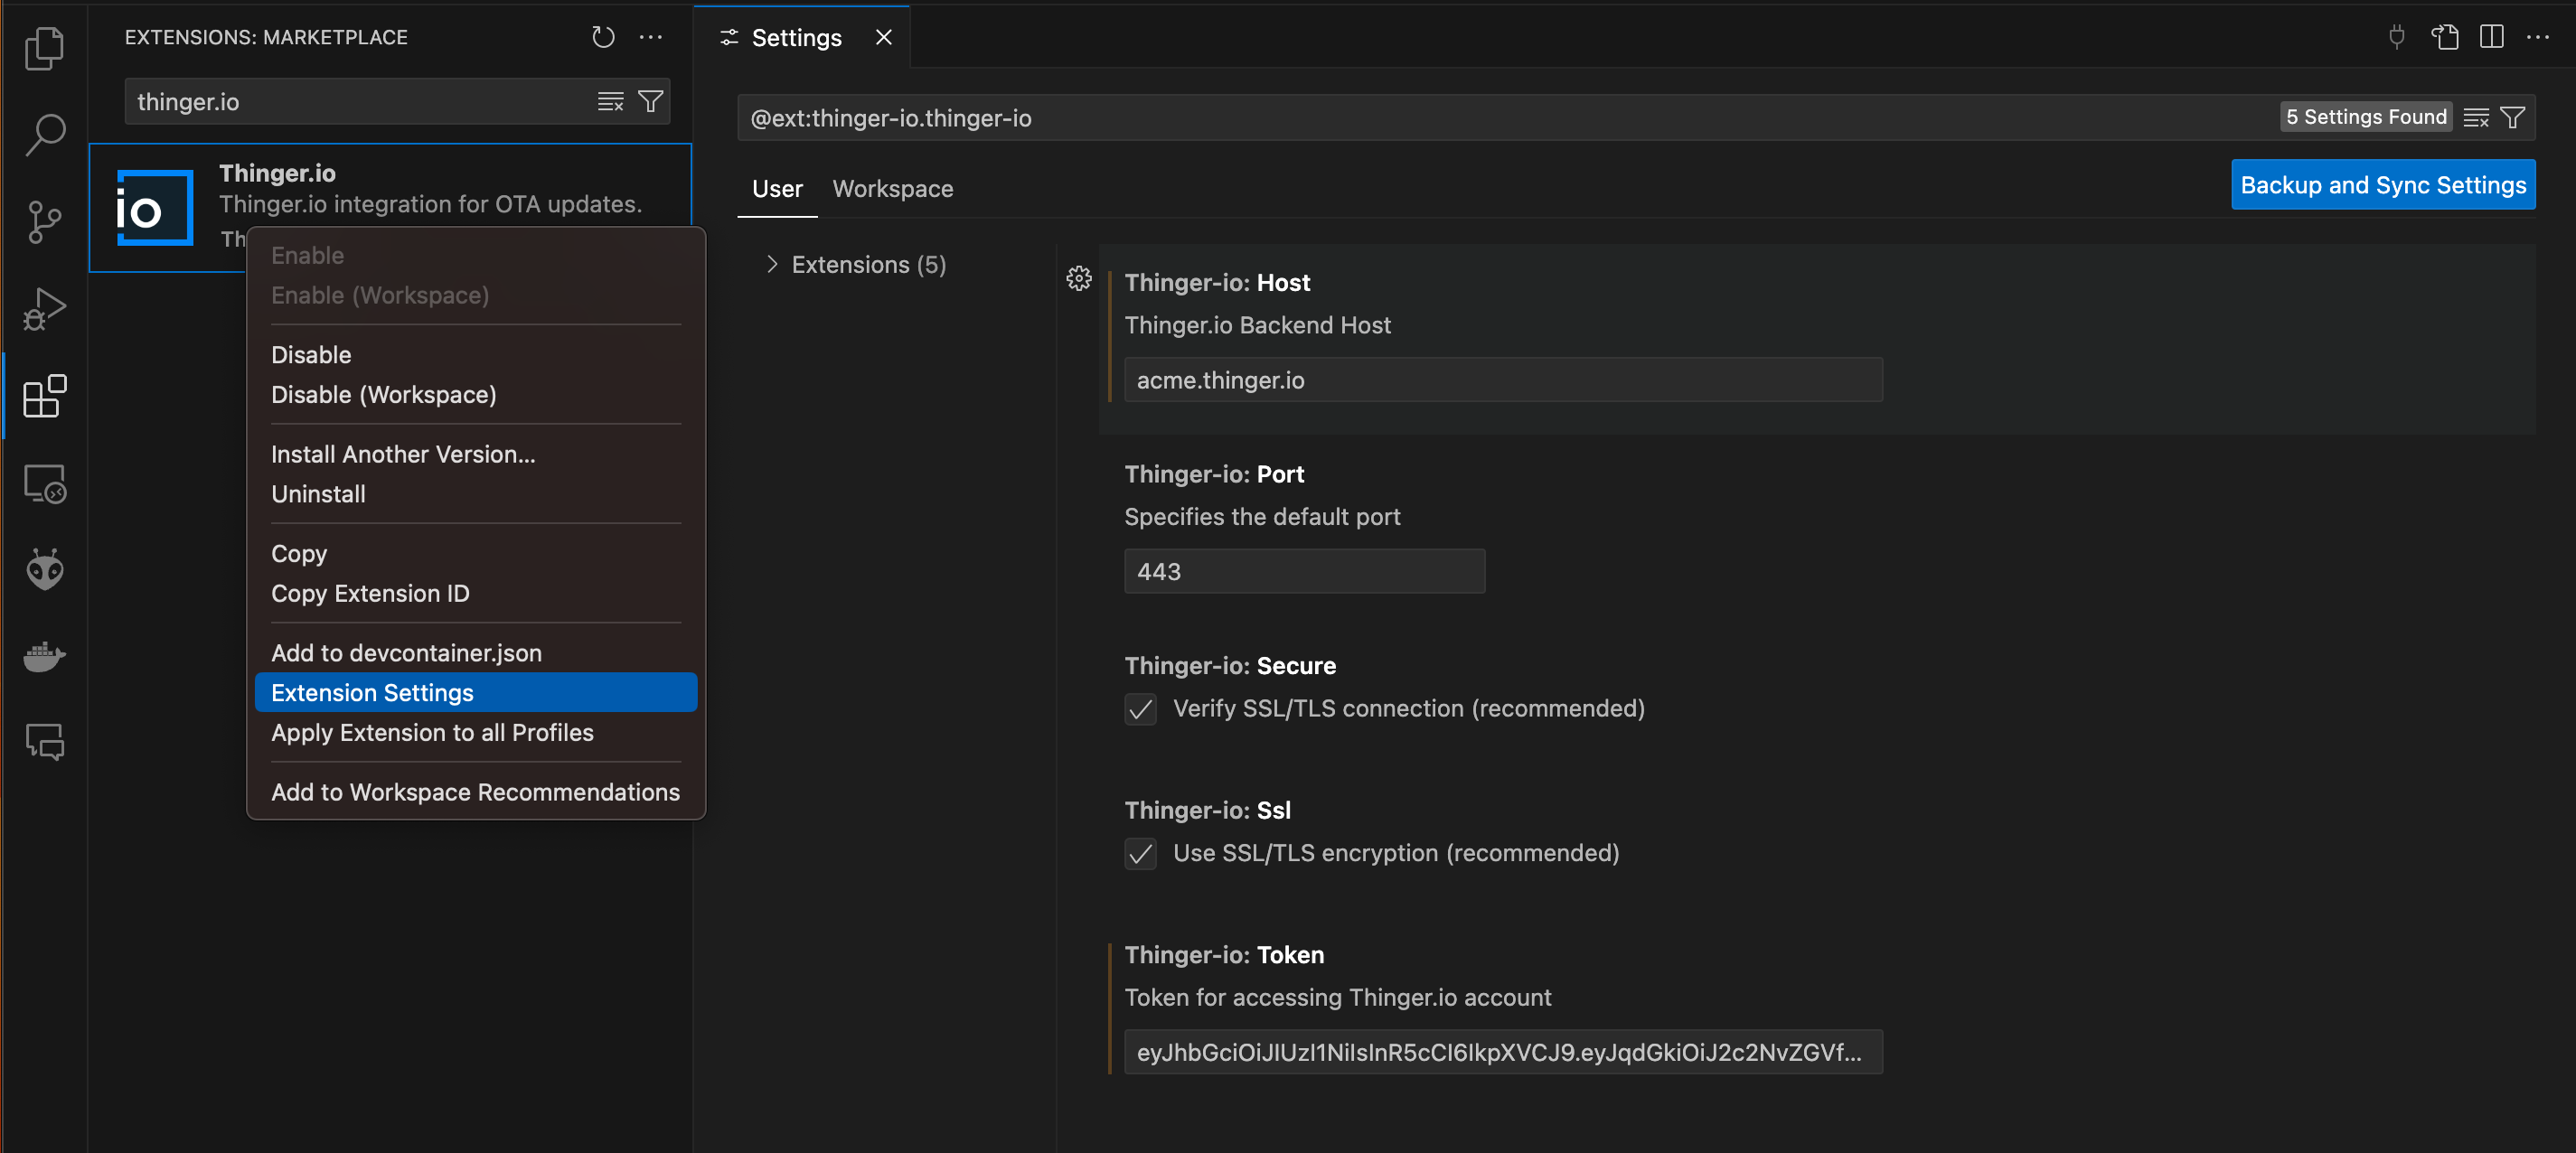 EXTENSIONS: MARKETPLACE
thinger.io
io
Thinger.io
Thinger.io integration for OTA updates.
Th
Enable
Enable (Workspace)
Disable
Disable (Workspace)
Install Another Version...
Uninstall
Copy
Copy Extension ID
Add to devcontainer.json
Extension Settings
Apply Extension to all Profiles
Add to Workspace Recommendations
Settings
@ext:thinger-io.thinger-io
5 Settings Found
User
Workspace
Backup and Sync Settings
Extensions (5)
Thinger-io: Host
Thinger.io Backend Host
acme.thinger.io
Thinger-io: Port
Specifies the default port
443
Thinger-io: Secure
Verify SSL/TLS connection (recommended)
Thinger-io: Ssl
Use SSL/TLS encryption (recommended)
Thinger-io: Token
Token for accessing Thinger.io account
eyJhbGciOiJIUzI1NiIsInR5cCI6IkpXVCJ9.eyJqdGkiOiJ2c2NvZGVf...